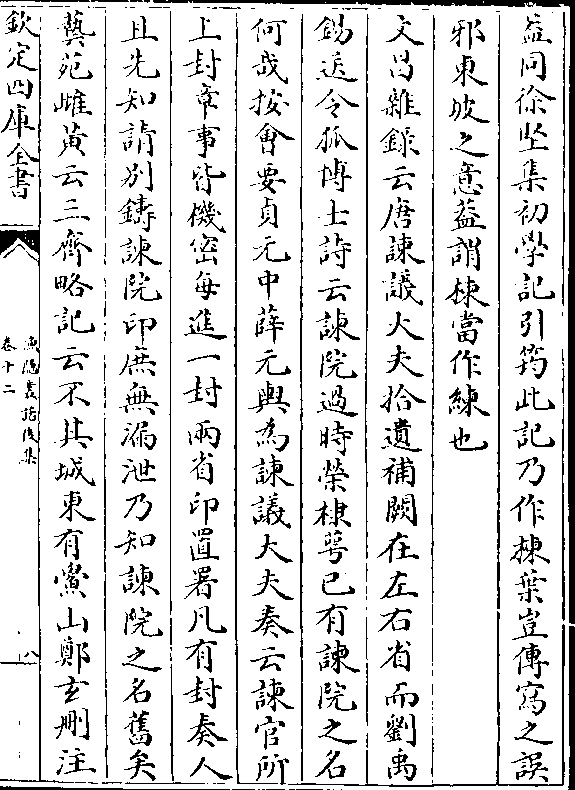 益同徐堅集初學記引筠此記乃作楝葉豈傳寫之誤
邪東坡之意葢謂楝當作練也
文昌雜録云唐諫議大夫拾遺補闕在左右省而劉禹
錫送令狐博士詩云諫院過時榮棣萼已有諫院之名
何哉按會要貞元中薛元輿為諫議大夫奏云諫官所
上封章事皆機密每進一封兩省印置署凡有封奏人
且先知請别鑄諫院印庶無漏泄乃知諫院之名舊矣
藝苑雌黄云三齊略記云不其城東有黌山鄭玄刪注
欽定四庫全書
漁隱叢話後集
卷十二
八